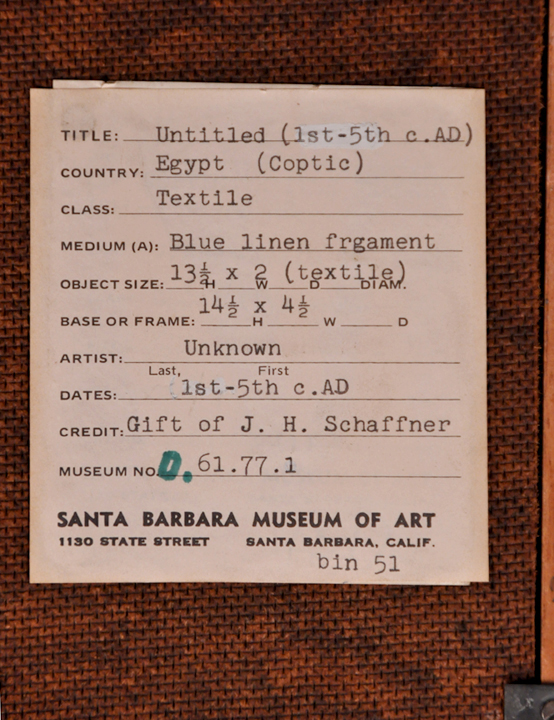 TITLE: Untitled (1st-5th c.AD)
COUNTRY: Egypt (Coptic)
CLASS: Textile
MEDIUM (A): Blue linen frgament
OBJECT SIZE: 13½ x 2 (textile)
H W D DIAM.
14½ x 4½
BASE OR FRAME: H W D
ARTIST: Unknown
Last, First
DATES: 1st-5th c.AD
CREDIT: Gift of J. H. Schaffner
MUSEUM NO. O. 61.77.1
SANTA BARBARA MUSEUM OF ART
1130 STATE STREET SANTA BARBARA, CALIF.
bin 51